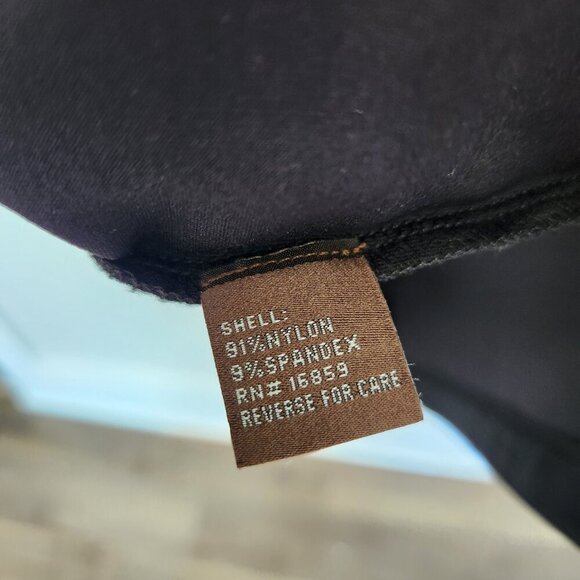 SHELL:
91%NYLON
9%SPANDEX
RN# 16859
REVERSE FOR CARE